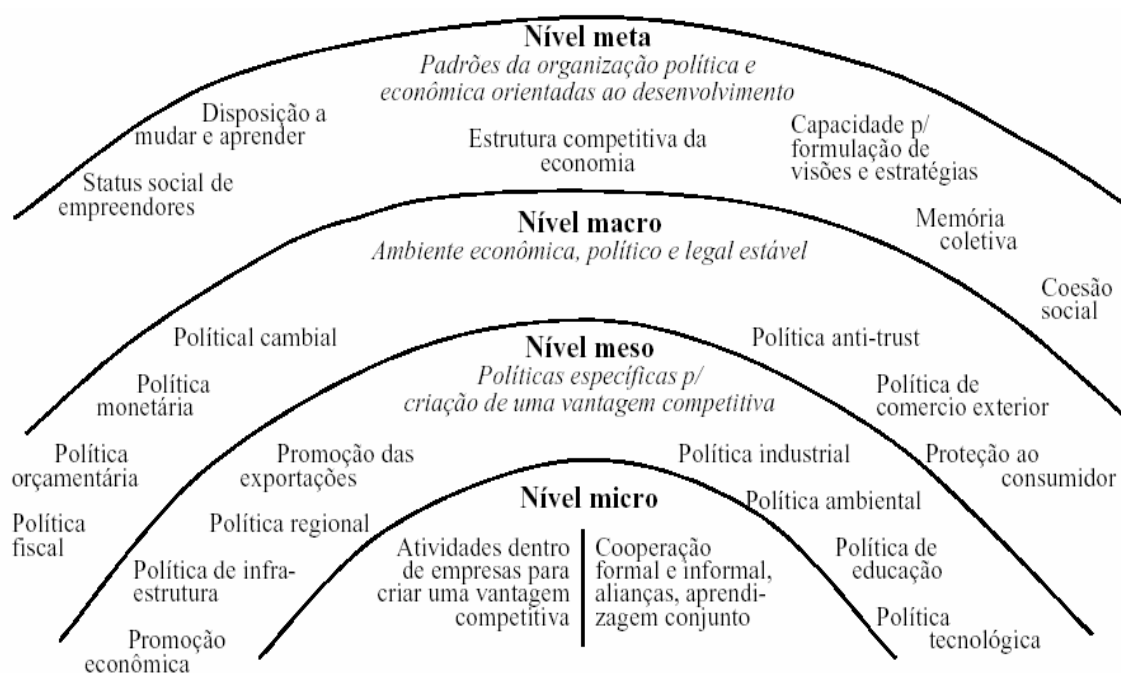 Nível meta
Padrões da organização política e
econômica orientadas ao desenvolvimento
Disposição a
mudar e aprender
Status social de
empreendores
Estrutura competitiva da
economia
Capacidade p/
formulação de
visões e estratégias
Memória
coletiva
Coesão
social
Nível macro
Ambiente econômica, político e legal estável
Polítical cambial
Política
monetária
Política
orçamentária
Política
fiscal
Política anti-trust
Política de
comercio exterior
Proteção ao
consumidor
Nível meso
Políticas específicas p/
criação de uma vantagem competitiva
Promoção das
exportações
Política regional
Política de infra-
estrutura
Promoção
econômica
Política industrial
Política ambiental
Política de
educação
Política
tecnológica
Nível micro
Atividades dentro
de empresas para
criar uma vantagem
competitiva
Cooperação
formal e informal,
alianças, aprendi-
zagem conjunto